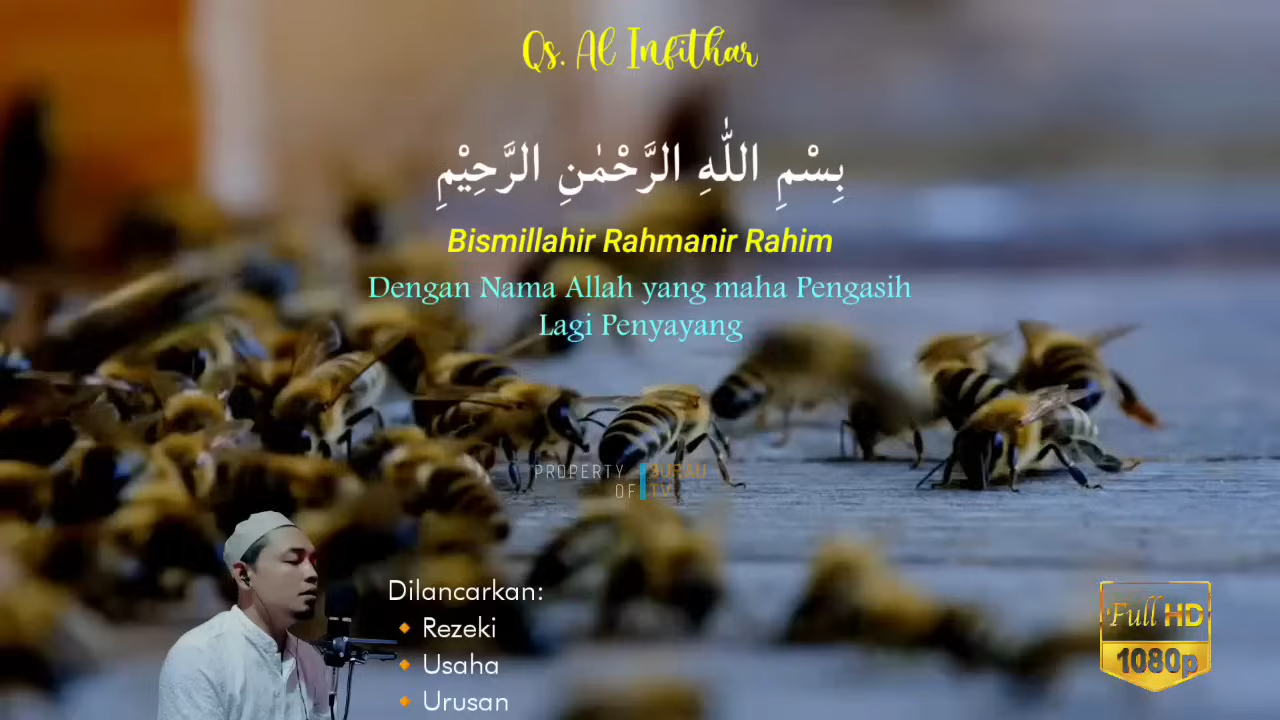 Qs. Al Infithar
بِسْمِ اللّٰهِ الرَّحْمٰنِ الرَّحِيْمِ
Bismillahir Rahmanir Rahim
Dengan Nama Allah yang maha Pengasih
Lagi Penyayang
PROPERTY
OF TV
Dilancarkan:
🔸 Rezeki
🔸 Usaha
🔸 Urusan
Full HD
1080p